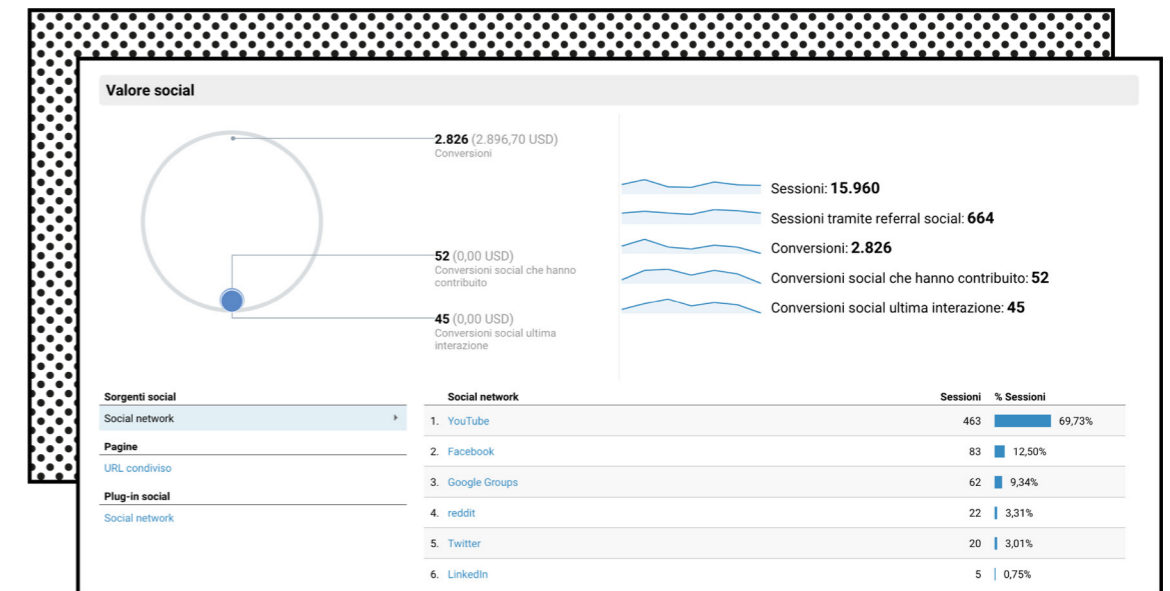 Valore social
2.826 (2.896,70 USD)
Conversioni
52 (0,00 USD)
Conversioni social che hanno
contribuito
45 (0,00 USD)
Conversioni social ultima
interazione
Sessioni: 15.960
Sessioni tramite referral social: 664
Conversioni: 2.826
Conversioni social che hanno contribuito: 52
Conversioni social ultima interazione: 45
Sorgenti social
Social network
Pagine
URL condiviso
Plug-in social
Social network
Social network Sessioni % Sessioni
1. YouTube 463 69,73%
2. Facebook 83 12,50%
3. Google Groups 62 9,34%
4. reddit 22 3,31%
5. Twitter 20 3,01%
6. LinkedIn 5 0,75%